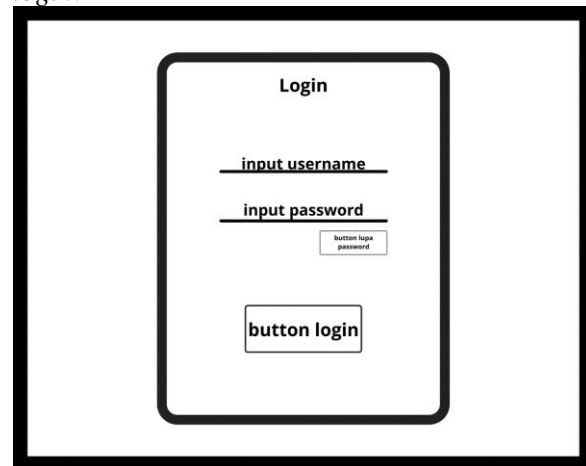 Login
input username
input password
button lupa
password
button login